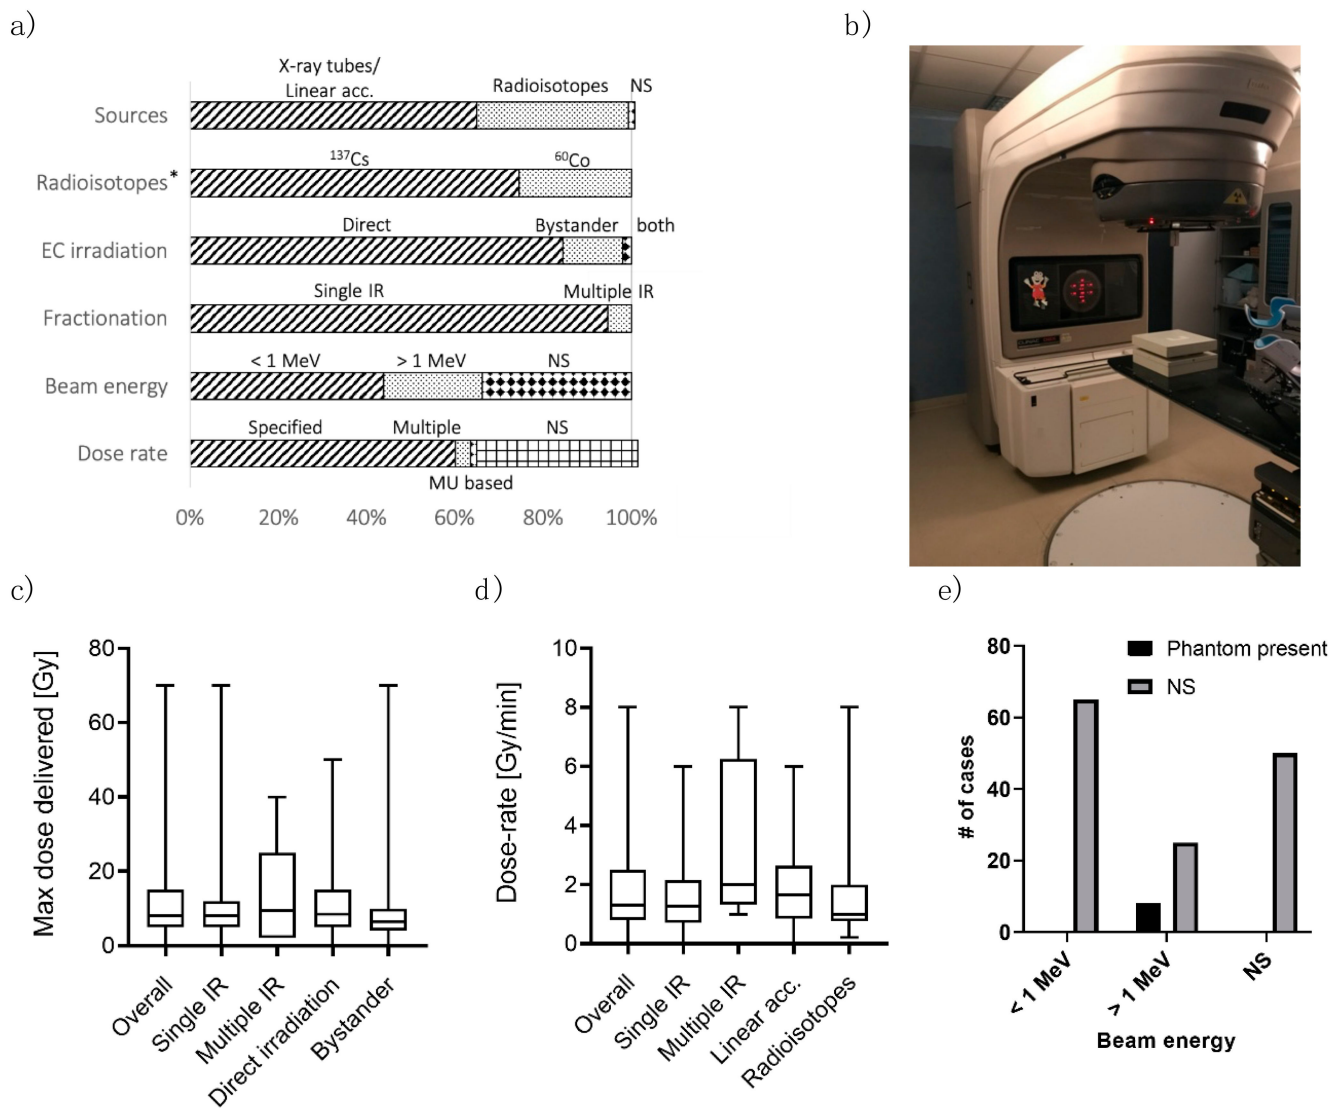 a)
b)
X-ray tubes/
Linear acc.
Radioisotopes
NS
Sources
137Cs
60Co
Radioisotopes*
Direct
Bystander
both
EC irradiation
Single IR
Multiple IR
Fractionation
< 1 MeV
> 1 MeV
NS
Beam energy
Specified
Multiple
NS
Dose rate
MU based
0%
20%
40%
60%
80%
100%
c)
d)
e)
Max dose delivered [Gy]
80
60
40
20
0
Overall
Single IR
Multiple IR
Direct irradiation
Bystander
Dose-rate [Gy/min]
10
8
6
4
2
0
Overall
Single IR
Multiple IR
Linear acc.
Radioisotopes
# of cases
80
60
40
20
0
Phantom present
NS
< 1 MeV
> 1 MeV
NS
Beam energy